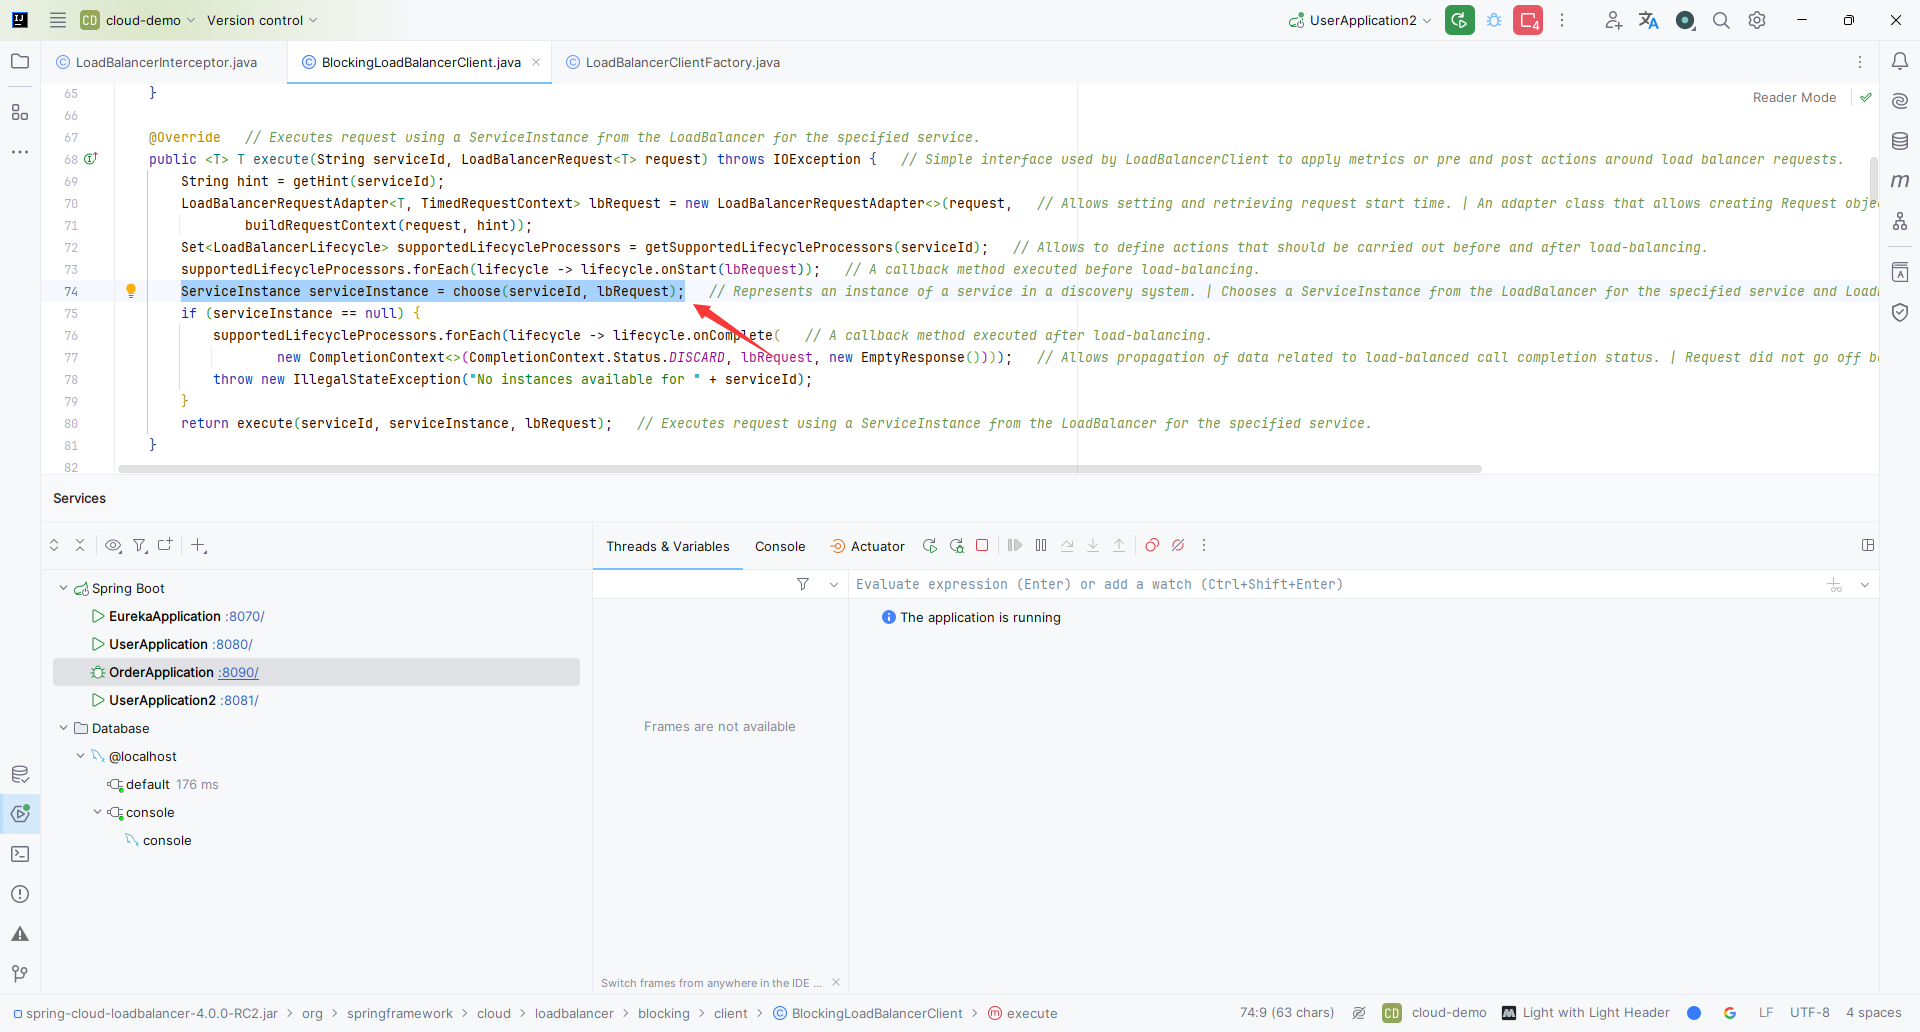 CD cloud-demo Version control UserApplication2 4
LoadBalancerInterceptor.java BlockingLoadBalancerClient.java LoadBalancerClientFactory.java
Reader Mode
65 }
66
67 @Override // Executes request using a ServiceInstance from the LoadBalancer for the specified service.
68 public <T> T execute(String serviceId, LoadBalancerRequest<T> request) throws IOException { // Simple interface used by LoadBalancerClient to apply metrics or pre and post actions around load balancer requests.
69 String hint = getHint(serviceId);
70 LoadBalancerRequestAdapter<T, TimedRequestContext> lbRequest = new LoadBalancerRequestAdapter<>(request, // Allows setting and retrieving request start time. | An adapter class that allows creating Request obje
71 buildRequestContext(request, hint));
72 Set<LoadBalancerLifecycle> supportedLifecycleProcessors = getSupportedLifecycleProcessors(serviceId); // Allows to define actions that should be carried out before and after load-balancing.
73 supportedLifecycleProcessors.forEach(lifecycle -> lifecycle.onStart(lbRequest)); // A callback method executed before load-balancing.
74 ServiceInstance serviceInstance = choose(serviceId, lbRequest); // Represents an instance of a service in a discovery system. | Chooses a ServiceInstance from the LoadBalancer for the specified service and Load
75 if (serviceInstance == null) {
76 supportedLifecycleProcessors.forEach(lifecycle -> lifecycle.onComplete( // A callback method executed after load-balancing.
77 new CompletionContext<>(CompletionContext.Status.DISCARD, lbRequest, new EmptyResponse()))); // Allows propagation of data related to load-balanced call completion status. | Request did not go off be
78 throw new IllegalStateException("No instances available for " + serviceId);
79 }
80 return execute(serviceId, serviceInstance, lbRequest); // Executes request using a ServiceInstance from the LoadBalancer for the specified service.
81 }
82
Services
Threads & Variables Console Actuator
Evaluate expression (Enter) or add a watch (Ctrl+Shift+Enter)
Spring Boot
EurekaApplication :8070/
UserApplication :8080/
OrderApplication :8090/
UserApplication2 :8081/
Database
@localhost
default 176 ms
console
console
The application is running
Frames are not available
Switch frames from anywhere in the IDE ...
spring-cloud-loadbalancer-4.0.0-RC2.jar org springframework cloud loadbalancer blocking client BlockingLoadBalancerClient execute 74:9 (63 chars) CD cloud-demo Light with Light Header LF UTF-8 4 spaces